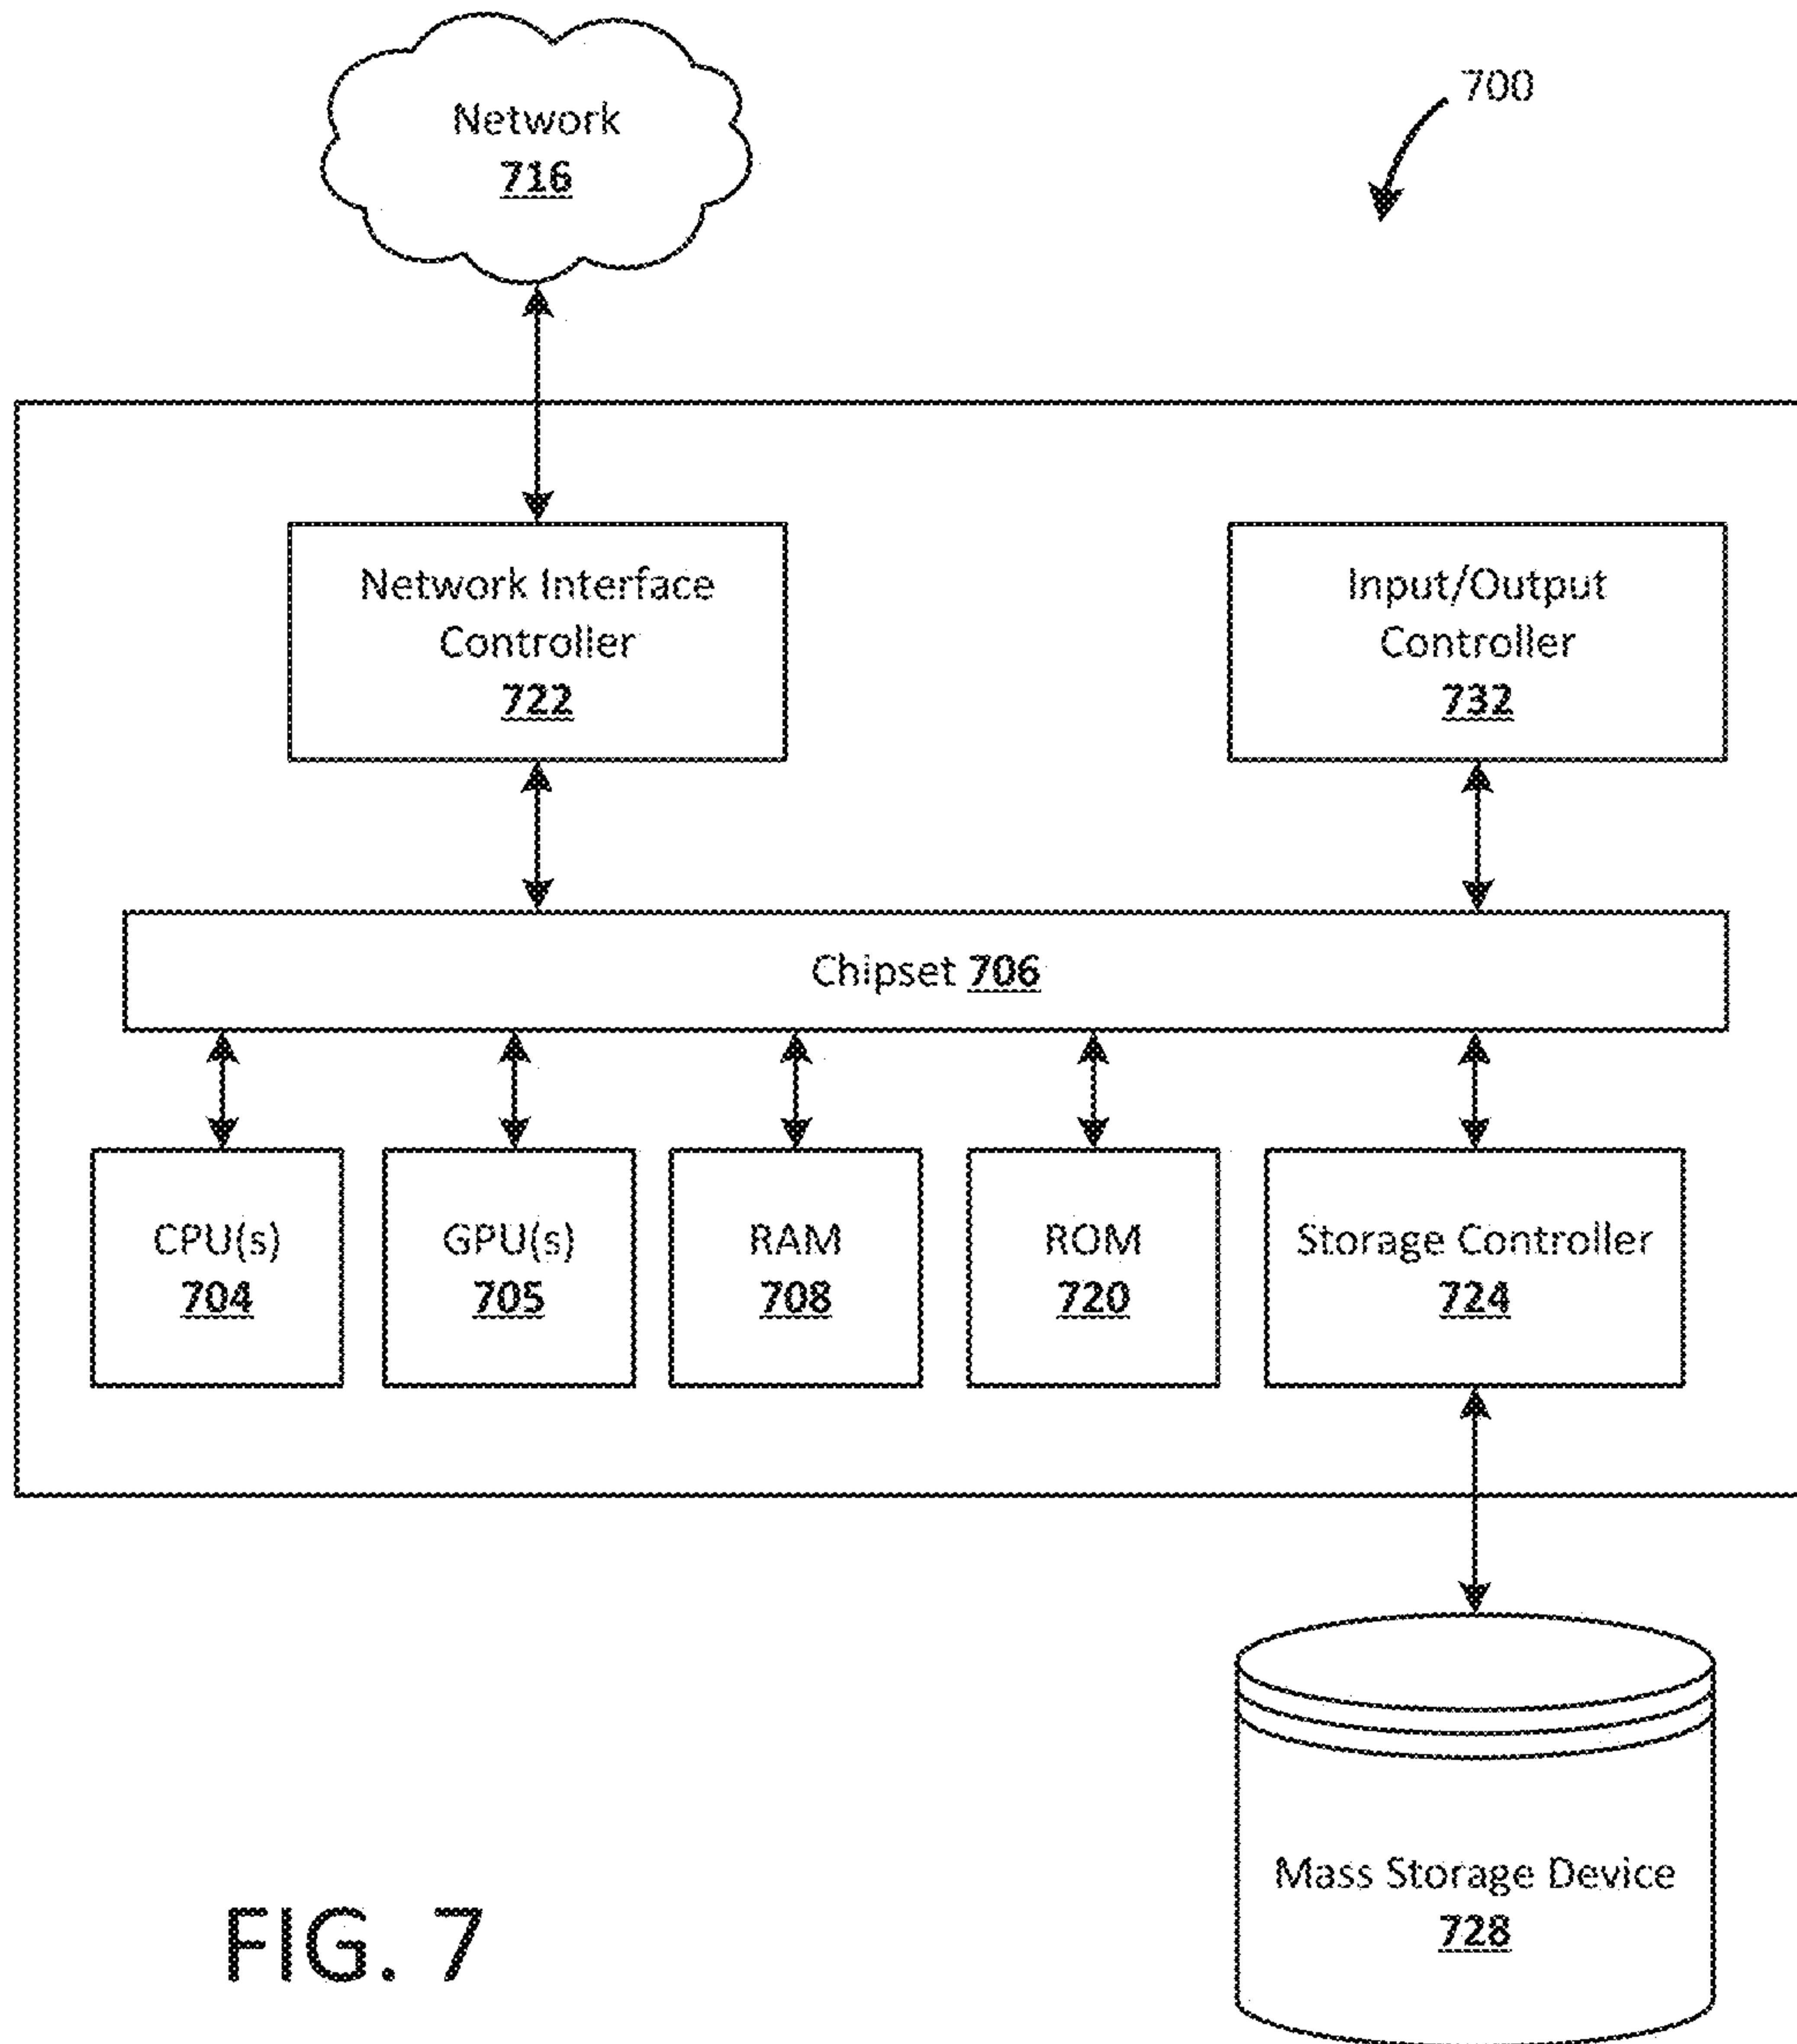 Network
716
700
Network Interface
Controller
722
Input/Output
Controller
732
Chipset 706
CPU(s)
704
GPU(s)
705
RAM
708
ROM
720
Storage Controller
724
Mass Storage Device
728
FIG. 7